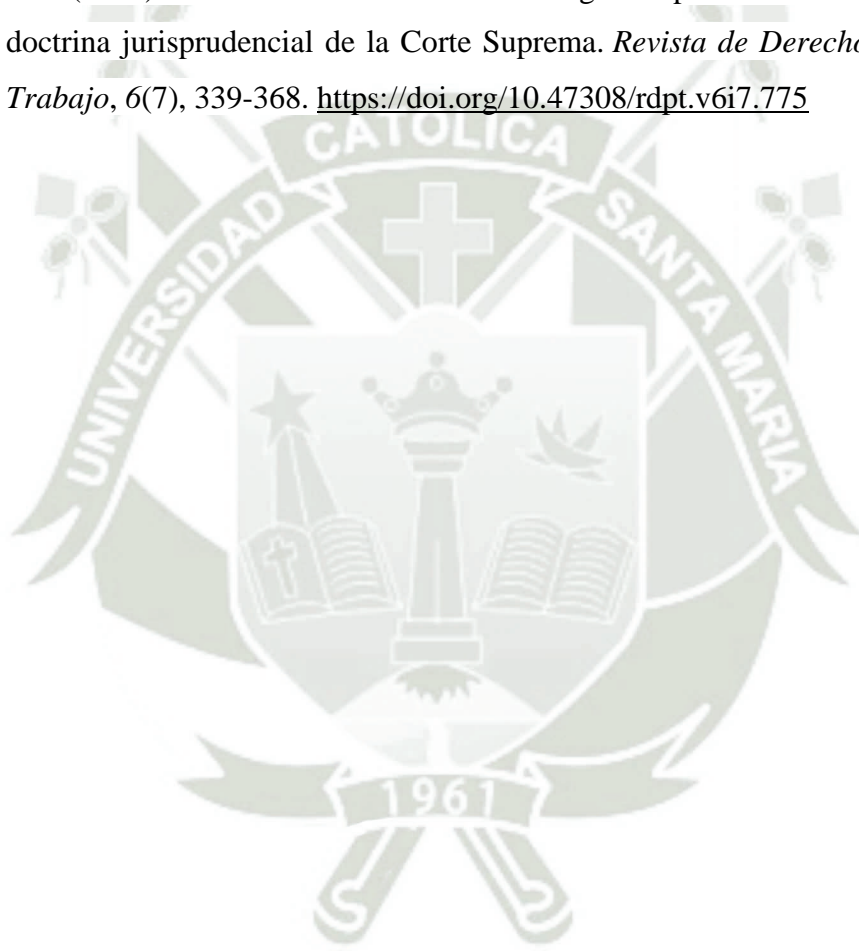 doctrina jurisprudencial de la Corte Suprema. Revista de Derecho
Trabajo, 6(7), 339-368. https://doi.org/10.47308/rdpt.v6i7.775
UNIVERSIDAD CATOLICA SANTA MARIA
1961